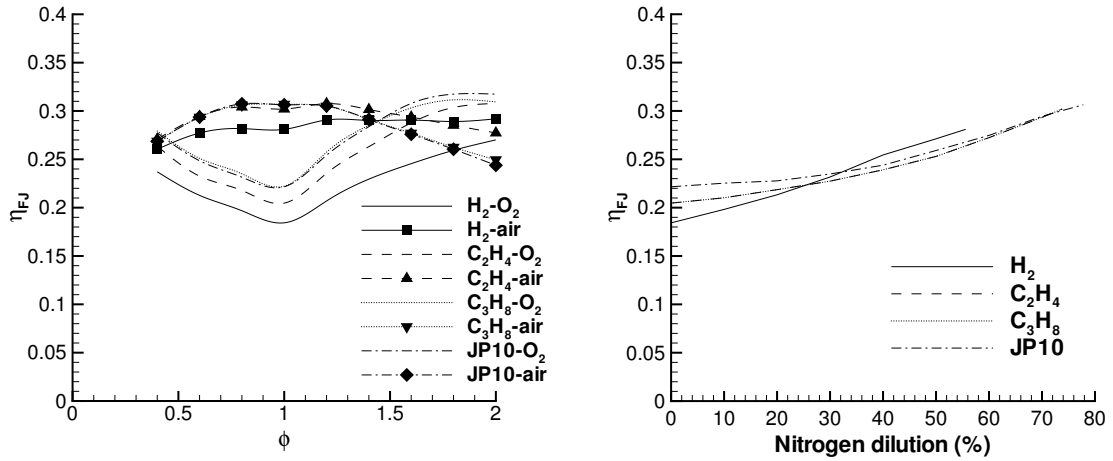 η_FJ
0.4
0.35
0.3
0.25
0.2
0.15
0.1
0.05
0
0 0.5 1 1.5 2
ϕ
H₂-O₂
H₂-air
C₂H₄-O₂
C₂H₄-air
C₃H₈-O₂
C₃H₈-air
JP10-O₂
JP10-air
η_FJ
0.4
0.35
0.3
0.25
0.2
0.15
0.1
0.05
0
0 10 20 30 40 50 60 70 80
Nitrogen dilution (%)
H₂
C₂H₄
C₃H₈
JP10